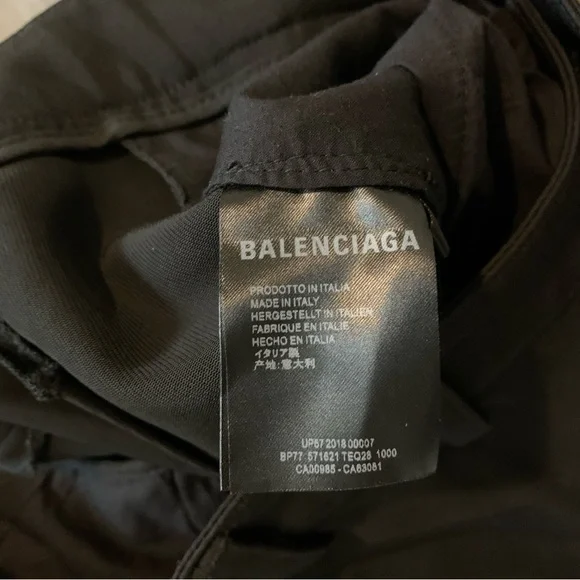 BALENCIAGA
PRODOTTO IN ITALIA
MADE IN ITALY
HERGESTELLT IN ITALIEN
FABRIQUE EN ITALIE
HECHO EN ITALIA
イタリア製
产地:意大利
UP57 2018 00007
BP77 571621 TEQ28 1000
CA00985 - CA63051